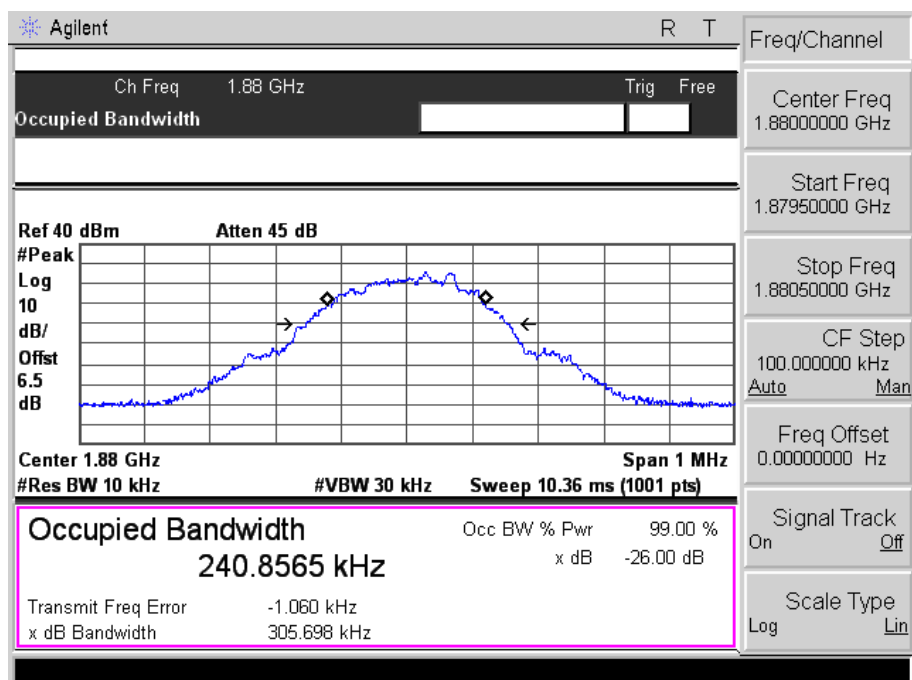 Agilent R T
Ch Freq 1.88 GHz Trig Free
Occupied Bandwidth
Ref 40 dBm Atten 45 dB
#Peak
Log
10
dB/
Offst
6.5
dB
Center 1.88 GHz Span 1 MHz
#Res BW 10 kHz #VBW 30 kHz Sweep 10.36 ms (1001 pts)
Occupied Bandwidth Occ BW % Pwr 99.00 %
240.8565 kHz x dB -26.00 dB
Transmit Freq Error -1.060 kHz
x dB Bandwidth 305.698 kHz
Freq/Channel
Center Freq
1.88000000 GHz
Start Freq
1.87950000 GHz
Stop Freq
1.88050000 GHz
CF Step
100.000000 kHz
Auto Man
Freq Offset
0.00000000 Hz
Signal Track
On Off
Scale Type
Log Lin